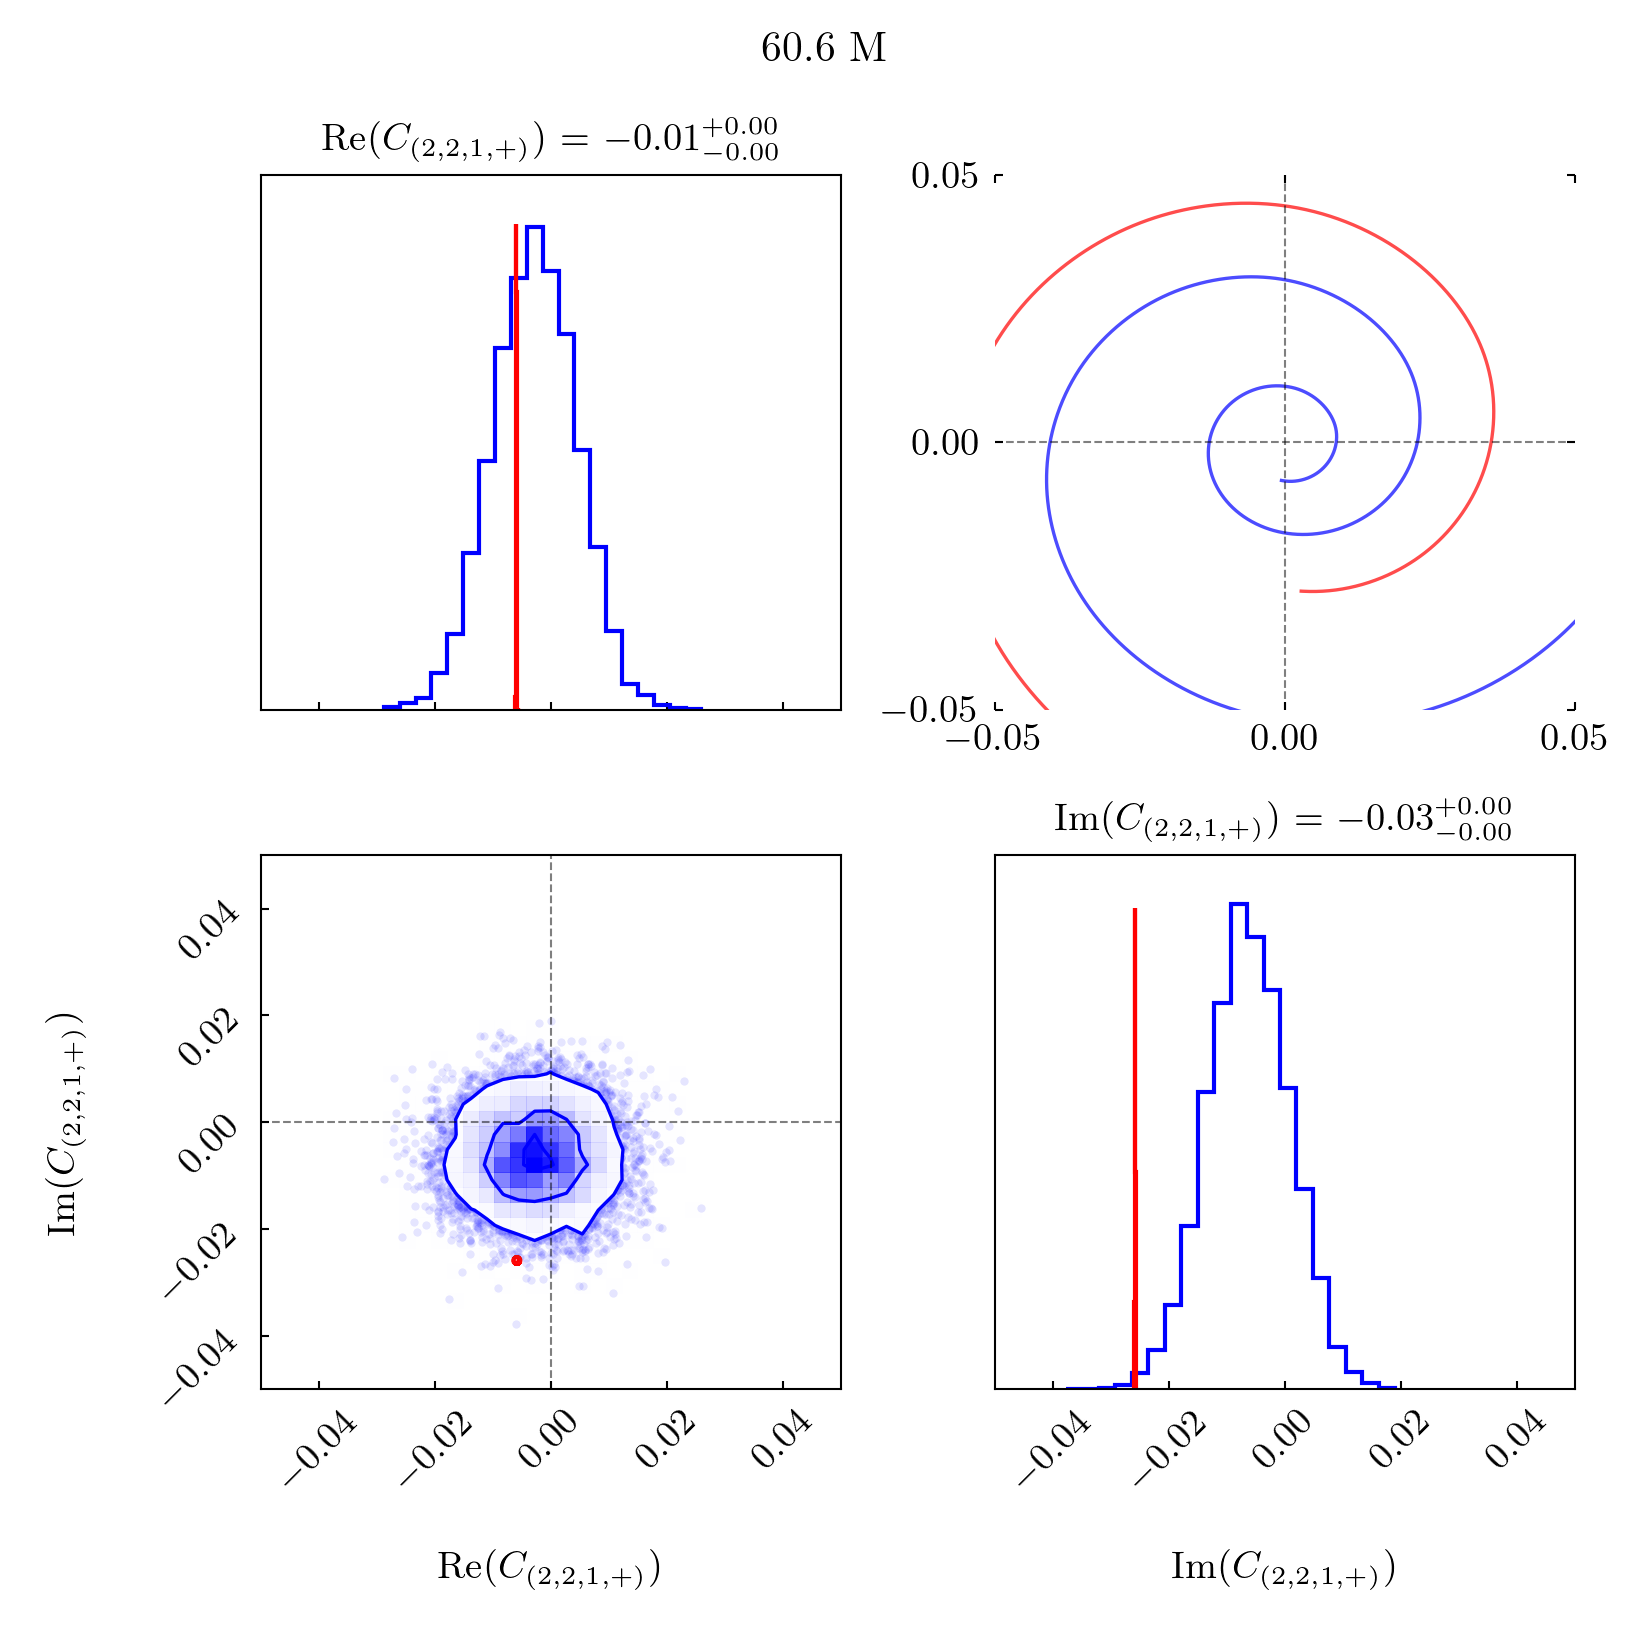 60.6 M
Re(C_{(2,2,1,+)}) = −0.01^{+0.00}_{−0.00}
0.05
0.00
−0.05
−0.05 0.00 0.05
Im(C_{(2,2,1,+)}) = −0.03^{+0.00}_{−0.00}
Im(C_{(2,2,1,+)})
0.04
0.02
0.00
−0.02
−0.04
−0.04 −0.02 0.00 0.02 0.04
−0.04 −0.02 0.00 0.02 0.04
Re(C_{(2,2,1,+)})
Im(C_{(2,2,1,+)})